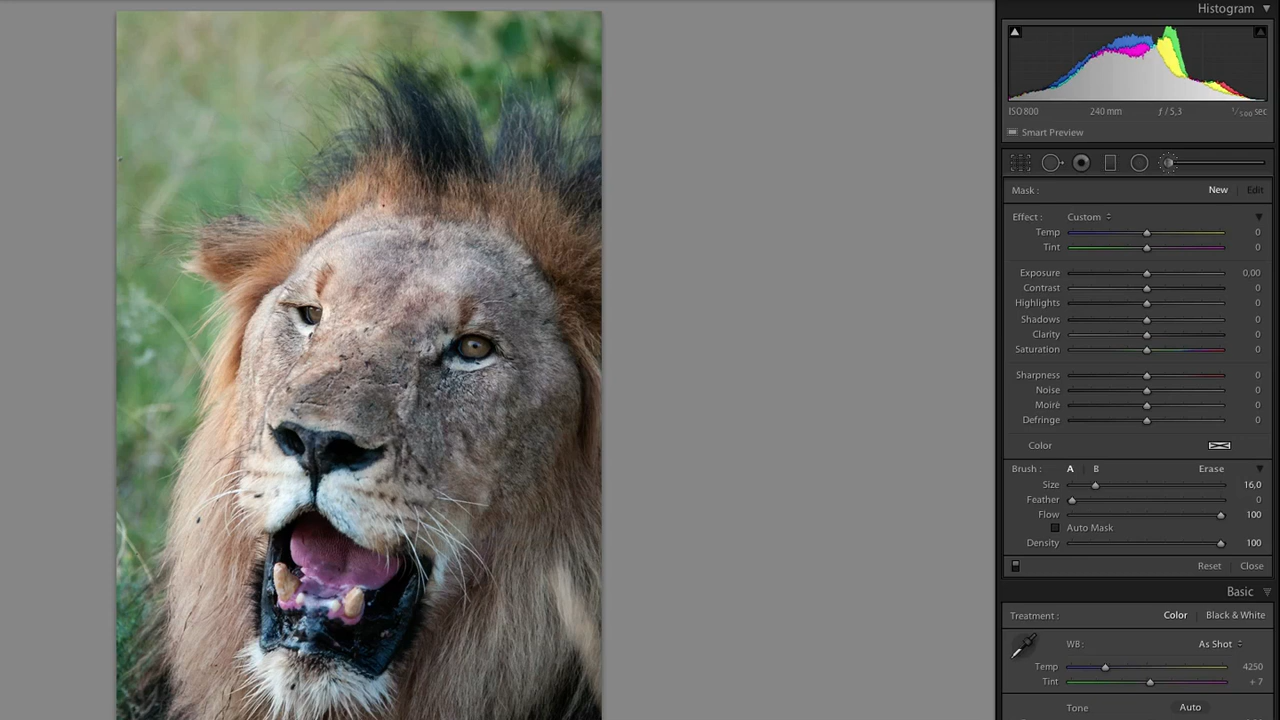 Histogram
ISO 800 240 mm ƒ / 5,3 1/500 sec
Smart Preview
Mask : New Edit
Effect : Custom
Temp 0
Tint 0
Exposure 0,00
Contrast 0
Highlights 0
Shadows 0
Clarity 0
Saturation 0
Sharpness 0
Noise 0
Moiré 0
Defringe 0
Color
Brush : A B Erase
Size 16,0
Feather 0
Flow 100
Auto Mask
Density 100
Reset Close
Basic
Treatment : Color Black & White
WB: As Shot
Temp 4250
Tint + 7
Tone Auto